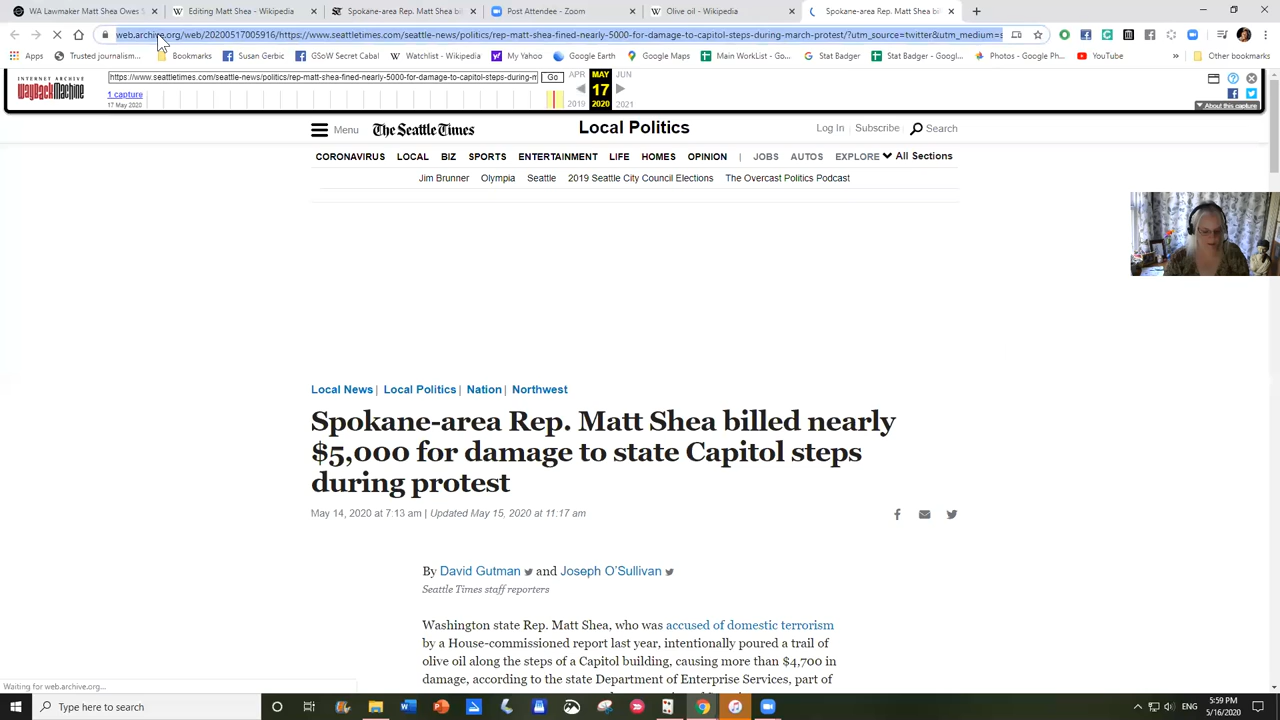 WA Lawmaker Matt Shea Owes S
Editing Matt Shea - Wikipedia
Spokane-area Rep. Matt Shea bil
Post Attendee - Zoom
Olive oil - Wikipedia
Spokane-area Rep. Matt Shea bil
web.archive.org/web/20200517005916/https://www.seattletimes.com/seattle-news/politics/rep-matt-shea-fined-nearly-5000-for-damage-to-capitol-steps-during-march-protest/?utm_source=twitter&utm_medium=s
Apps
Trusted journalism...
Bookmarks
Susan Gerbic
GSoW Secret Cabal
Watchlist - Wikipedia
My Yahoo
Google Earth
Google Maps
Main WorkList - Go...
Stat Badger
Stat Badger - Googl...
Photos - Google Ph...
YouTube
»
Other bookmarks
INTERNET ARCHIVE
WayBackMachine
https://www.seattletimes.com/seattle-news/politics/rep-matt-shea-fined-nearly-5000-for-damage-to-capitol-steps-during-m
Go
APR
MAY
JUN
1 capture
17 May 2020
17
2019
2020
2021
About this capture
Menu
The Seattle Times
Local Politics
Log In | Subscribe | Search
CORONAVIRUS LOCAL BIZ SPORTS ENTERTAINMENT LIFE HOMES OPINION | JOBS AUTOS EXPLORE All Sections
Jim Brunner Olympia Seattle 2019 Seattle City Council Elections The Overcast Politics Podcast
Local News | Local Politics | Nation | Northwest
Spokane-area Rep. Matt Shea billed nearly
$5,000 for damage to state Capitol steps
during protest
May 14, 2020 at 7:13 am | Updated May 15, 2020 at 11:17 am
By David Gutman and Joseph O'Sullivan
Seattle Times staff reporters
Washington state Rep. Matt Shea, who was accused of domestic terrorism
by a House-commissioned report last year, intentionally poured a trail of
olive oil along the steps of a Capitol building, causing more than $4,700 in
damage, according to the state Department of Enterprise Services, part of
Waiting for web.archive.org...
Type here to search
5:59 PM
5/16/2020